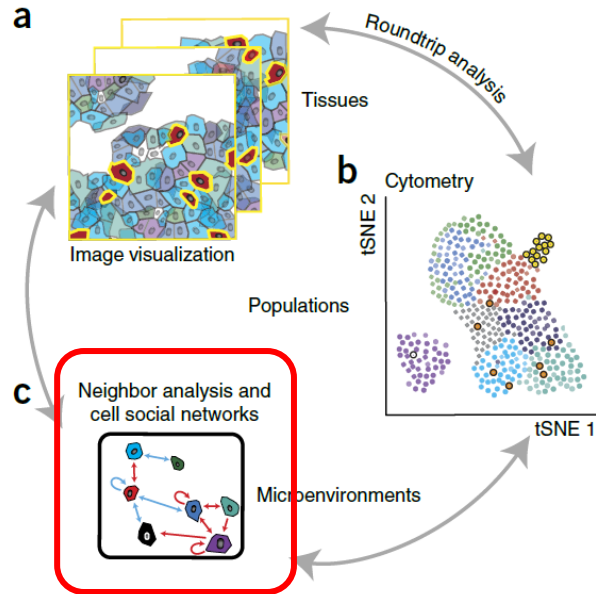 a
Roundtrip analysis
Tissues
Image visualization
b
Cytometry
tSNE 2
tSNE 1
Populations
c
Neighbor analysis and
cell social networks
Microenvironments